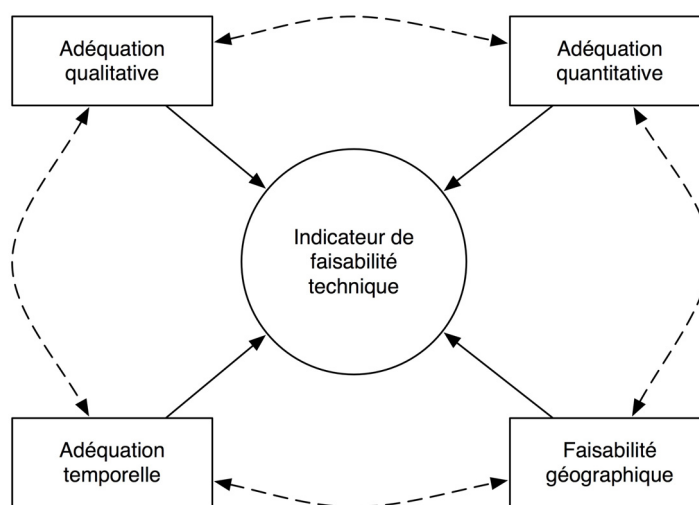 Adéquation
qualitative
Adéquation
quantitative
Indicateur de
faisabilité
technique
Adéquation
temporelle
Faisabilité
géographique